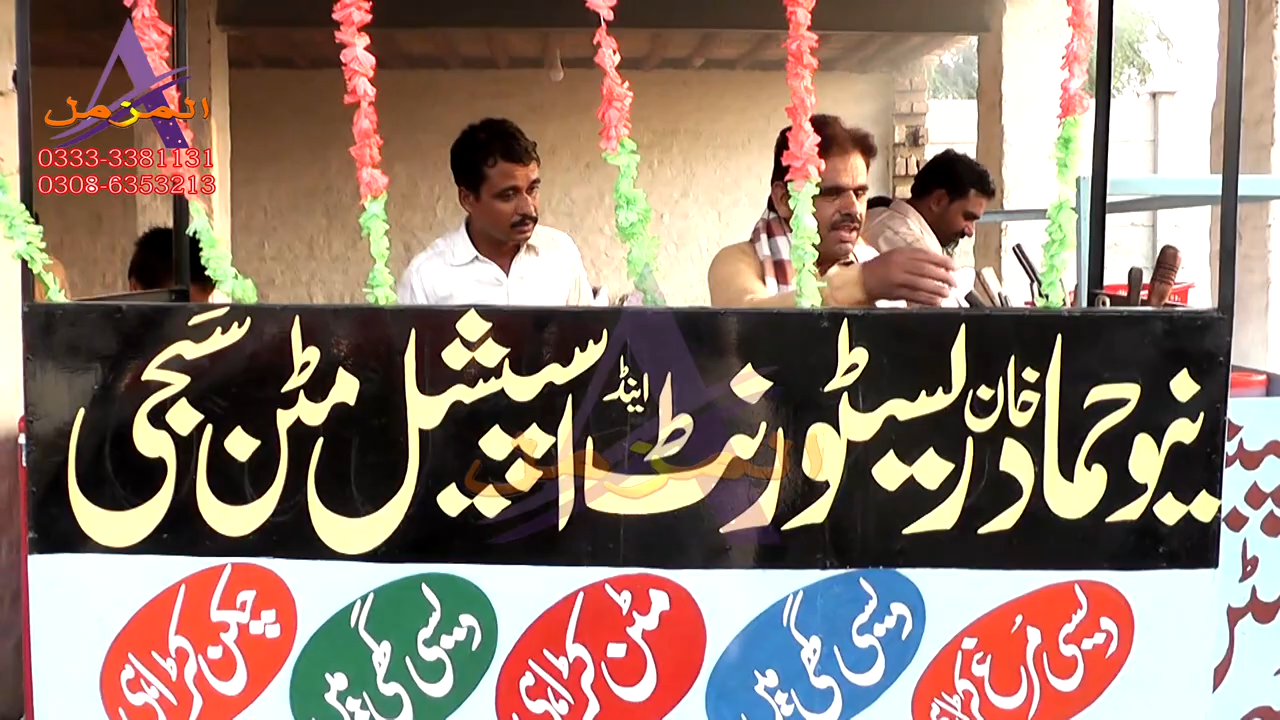 المزمل
0333-3381131
0308-6353213
نیو حماد خان ریسٹورنٹ اینڈ اسپیشل مٹن سجی
دیسی مرغ کڑاہی
دیسی گھی میں
مٹن کڑاہی
دیسی گھی میں
چکن کڑاہی